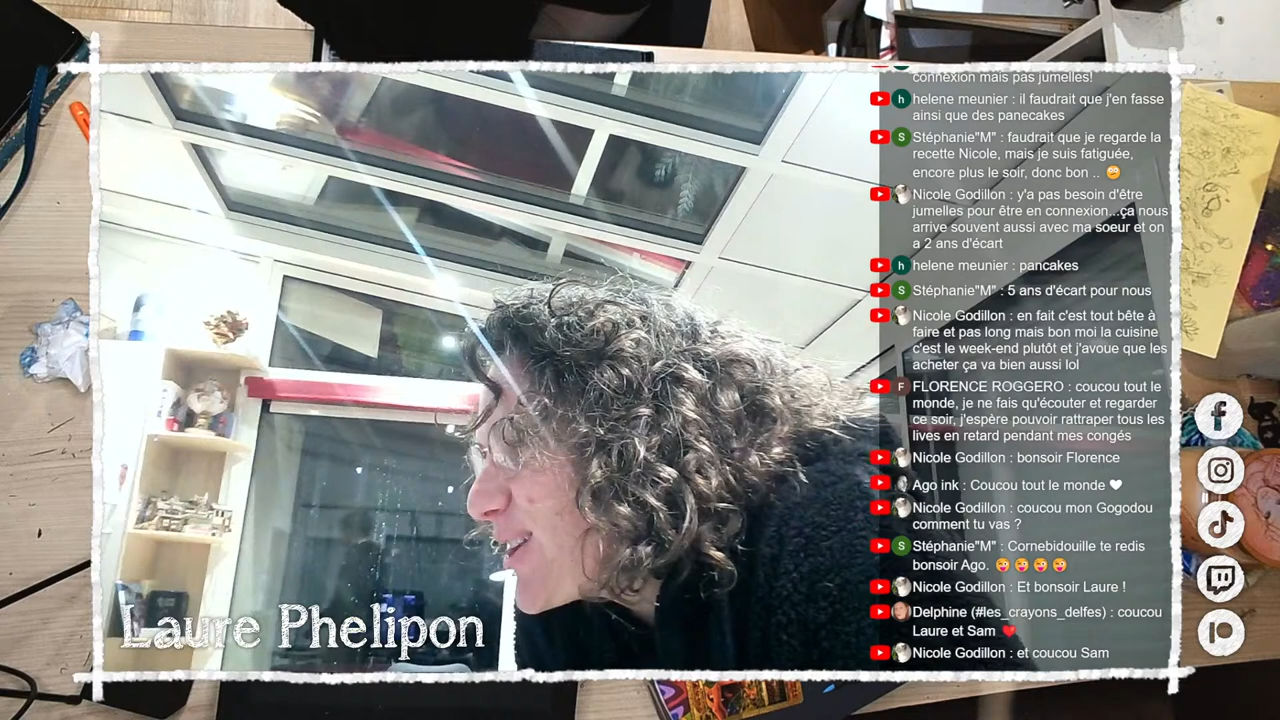 connexion mais pas jumelles!
helene meunier : il faudrait que j'en fasse
ainsi que des panecakes
Stéphanie"M" : faudrait que je regarde la
recette Nicole, mais je suis fatiguée,
encore plus le soir, donc bon .. 😳
Nicole Godillon : y'a pas besoin d'être
jumelles pour être en connexion...ça nous
arrive souvent aussi avec ma soeur et on
a 2 ans d'écart
helene meunier : pancakes
Stéphanie"M" : 5 ans d'écart pour nous
Nicole Godillon : en fait c'est tout bête à
faire et pas long mais bon moi la cuisine
c'est le week-end plutôt et j'avoue que les
acheter ça va bien aussi lol
FLORENCE ROGGERO : coucou tout le
monde, je ne fais qu'écouter et regarder
ce soir, j'espère pouvoir rattraper tous les
lives en retard pendant mes congés
Nicole Godillon : bonsoir Florence
Ago ink : Coucou tout le monde 🤍
Nicole Godillon : coucou mon Gogodou
comment tu vas ?
Stéphanie"M" : Cornebidouille te redis
bonsoir Ago. 😜😜😜😜
Nicole Godillon : Et bonsoir Laure !
Delphine (#les_crayons_delfes) : coucou
Laure et Sam ❤️
Nicole Godillon : et coucou Sam
Laure Phelipon